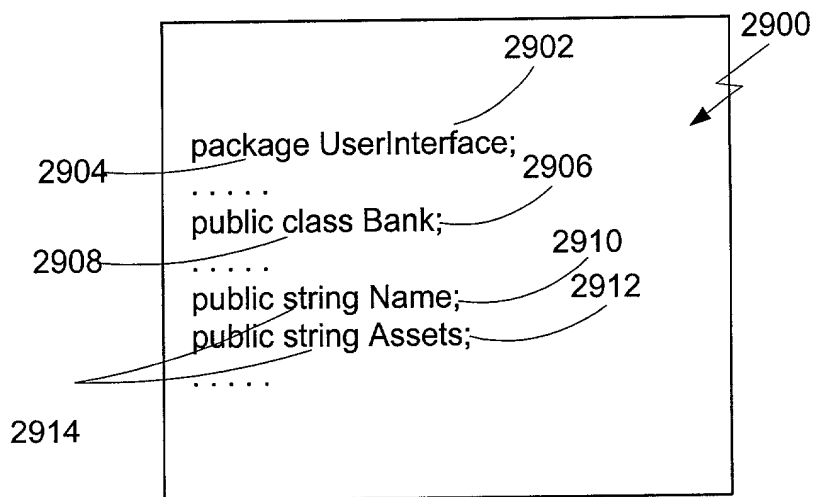 2900
2902
package UserInterface;
2904
. . . . .
2906
public class Bank;
2908
. . . . .
2910
public string Name;
2912
public string Assets;
. . . . .
2914